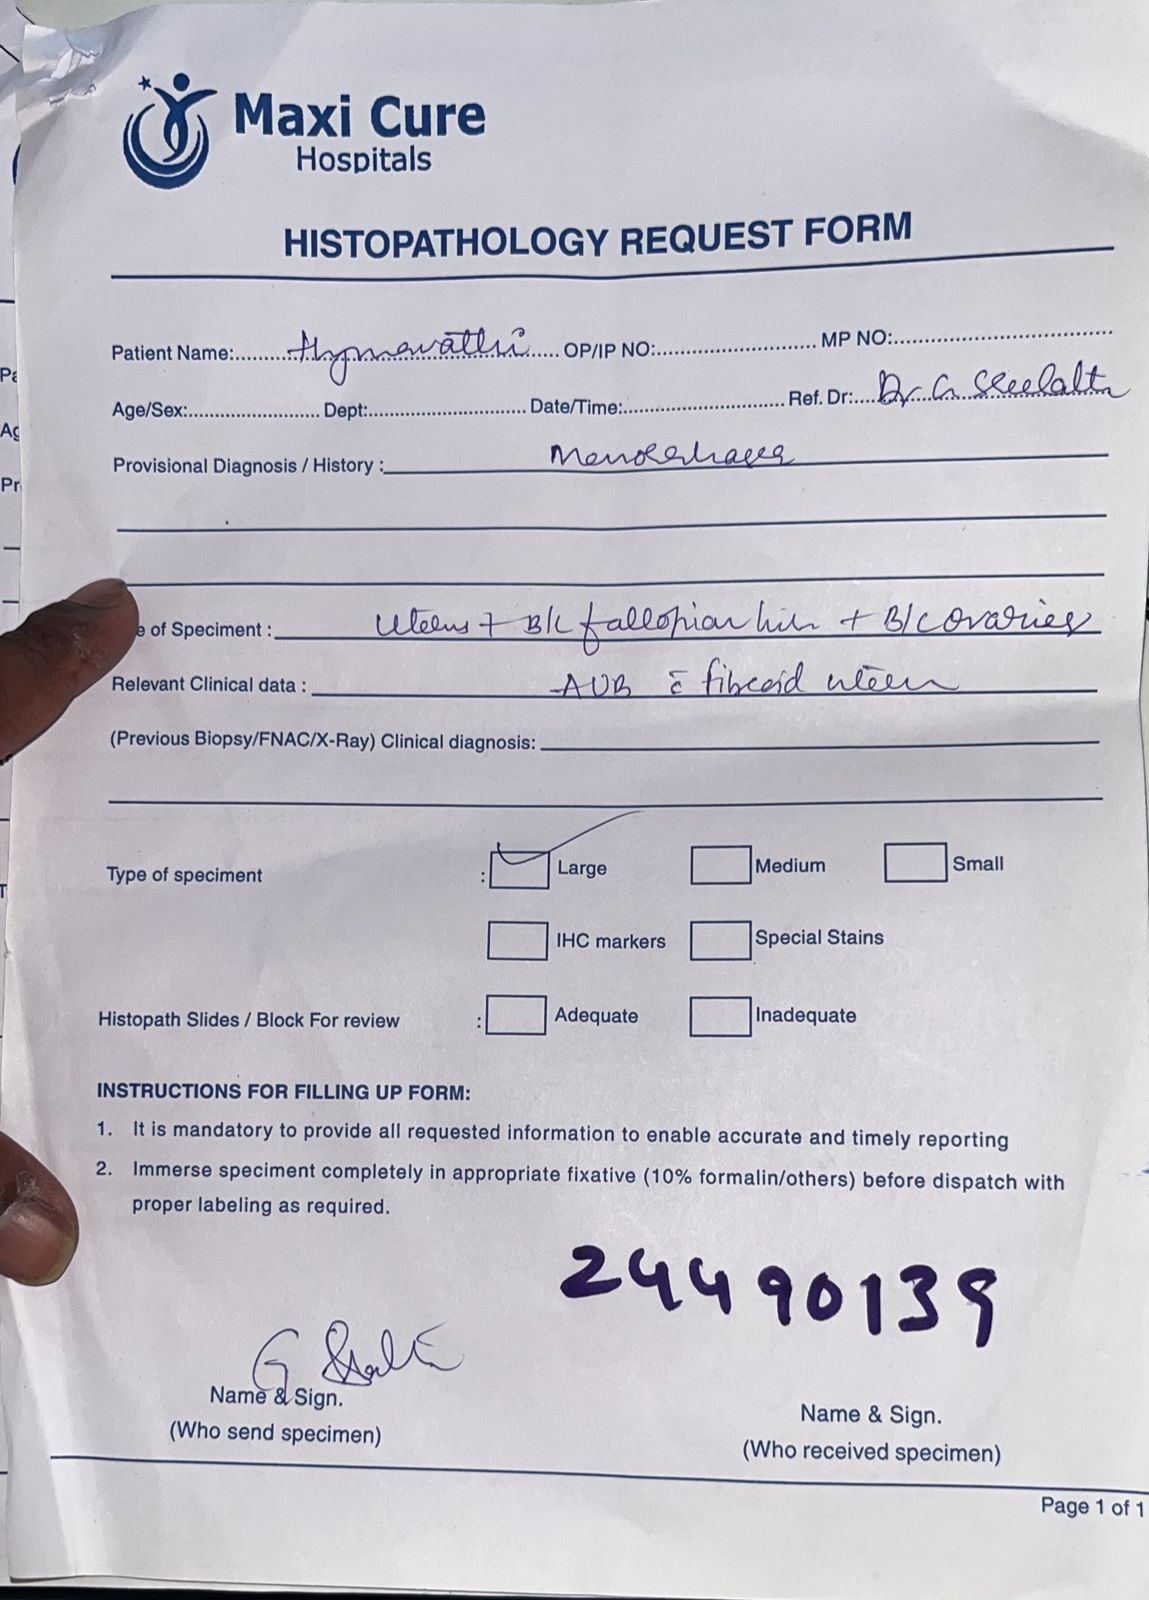 Maxi Cure
Hospitals
HISTOPATHOLOGY REQUEST FORM
Patient Name: Hymavathi OP/IP NO: MP NO:
Age/Sex: Dept: Date/Time: Ref. Dr: Dr. G
Provisional Diagnosis / History :
e of Speciment : + B/L fallopian + B/L ovaries
Relevant Clinical data : AUB c̄ fibroid
(Previous Biopsy/FNAC/X-Ray) Clinical diagnosis:
Type of speciment : Large Medium Small
IHC markers Special Stains
Histopath Slides / Block For review : Adequate Inadequate
INSTRUCTIONS FOR FILLING UP FORM:
1. It is mandatory to provide all requested information to enable accurate and timely reporting
2. Immerse speciment completely in appropriate fixative (10% formalin/others) before dispatch with
proper labeling as required.
24490139
G
Name & Sign.
(Who send specimen)
Name & Sign.
(Who received specimen)
Page 1 of 1